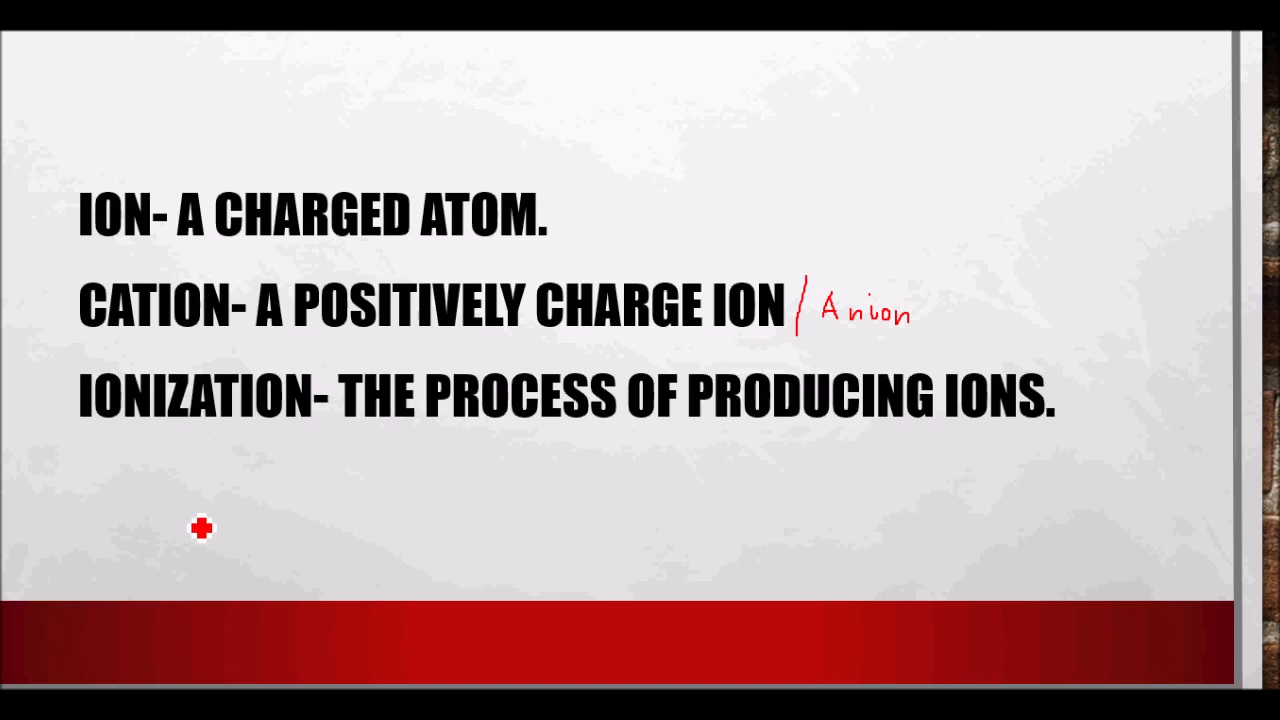 ION- A CHARGED ATOM.
CATION- A POSITIVELY CHARGE ION / Anion
IONIZATION- THE PROCESS OF PRODUCING IONS.